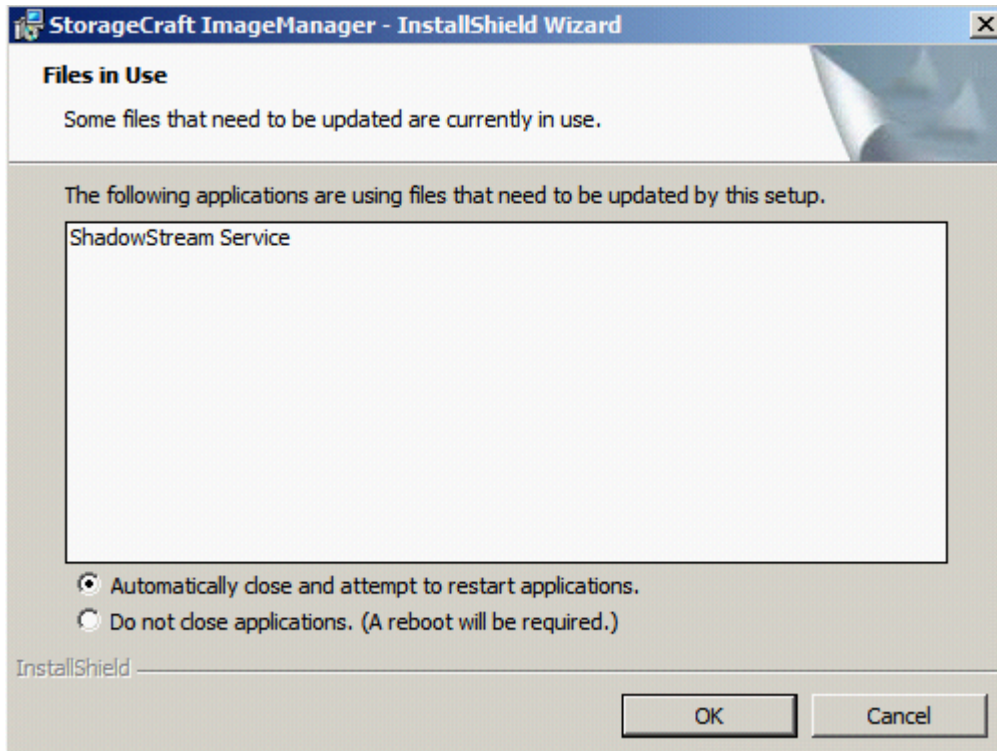 StorageCraft ImageManager - InstallShield Wizard
Files in Use
Some files that need to be updated are currently in use.
The following applications are using files that need to be updated by this setup.
ShadowStream Service
Automatically close and attempt to restart applications.
Do not close applications. (A reboot will be required.)
InstallShield
OK
Cancel